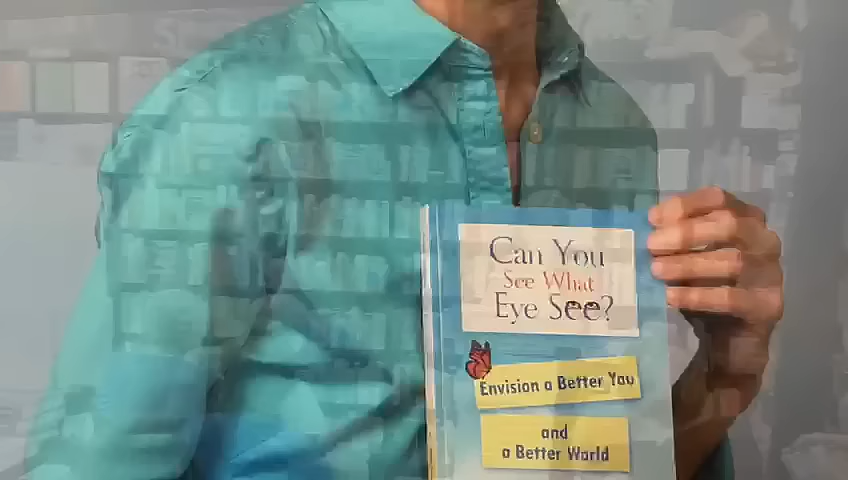 Can You
See What
Eye See?
Envision a Better You
and
a Better World